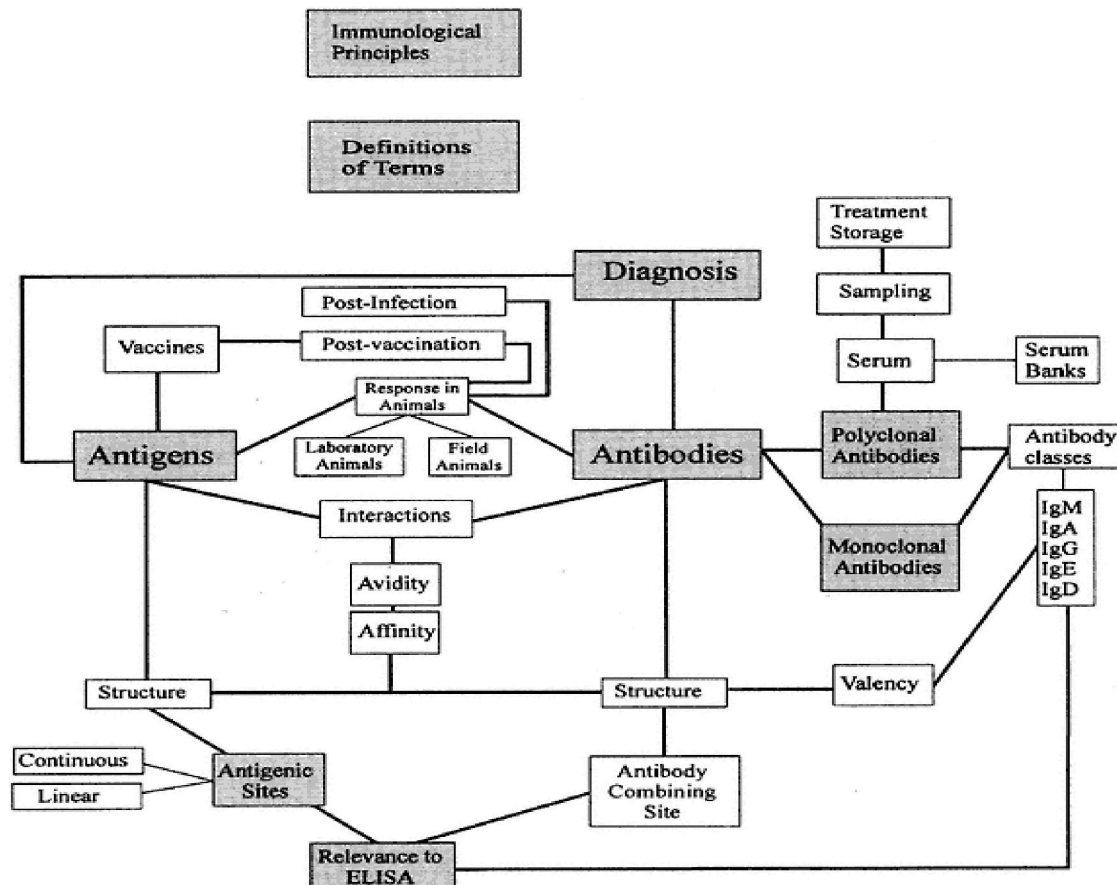 Immunological
Principles
Definitions
of Terms
Treatment
Storage
Diagnosis
Sampling
Post-Infection
Vaccines
Post-vaccination
Serum
Serum
Banks
Response in
Animals
Antigens
Laboratory
Animals
Field
Animals
Antibodies
Polyclonal
Antibodies
Antibody
classes
Interactions
IgM
IgA
IgG
IgE
IgD
Monoclonal
Antibodies
Avidity
Affinity
Structure
Structure
Valency
Continuous
Linear
Antigenic
Sites
Antibody
Combining
Site
Relevance to
ELISA